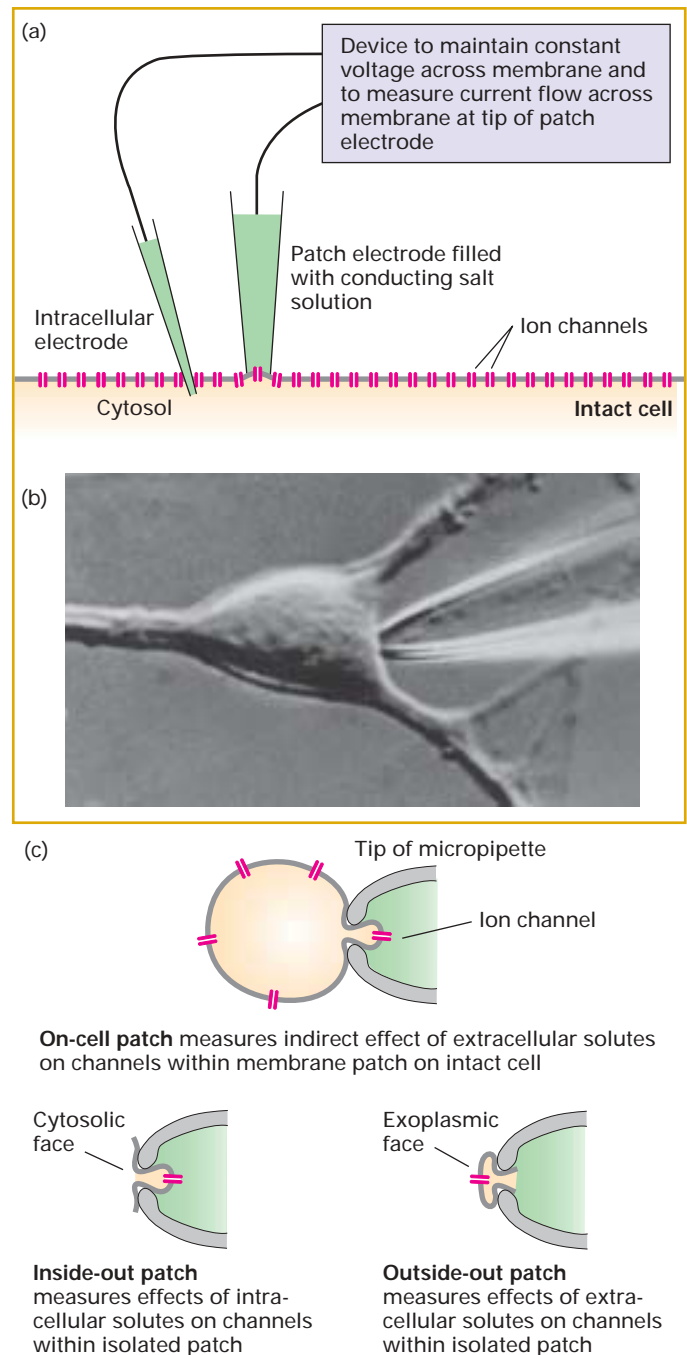 (a)
Device to maintain constant
voltage across membrane and
to measure current flow across
membrane at tip of patch
electrode
Patch electrode filled
with conducting salt
solution
Intracellular
electrode
Ion channels
Cytosol
Intact cell
(b)
(c)
Tip of micropipette
Ion channel
On-cell patch measures indirect effect of extracellular solutes
on channels within membrane patch on intact cell
Cytosolic
face
Exoplasmic
face
Inside-out patch
measures effects of intra-
cellular solutes on channels
within isolated patch
Outside-out patch
measures effects of extra-
cellular solutes on channels
within isolated patch